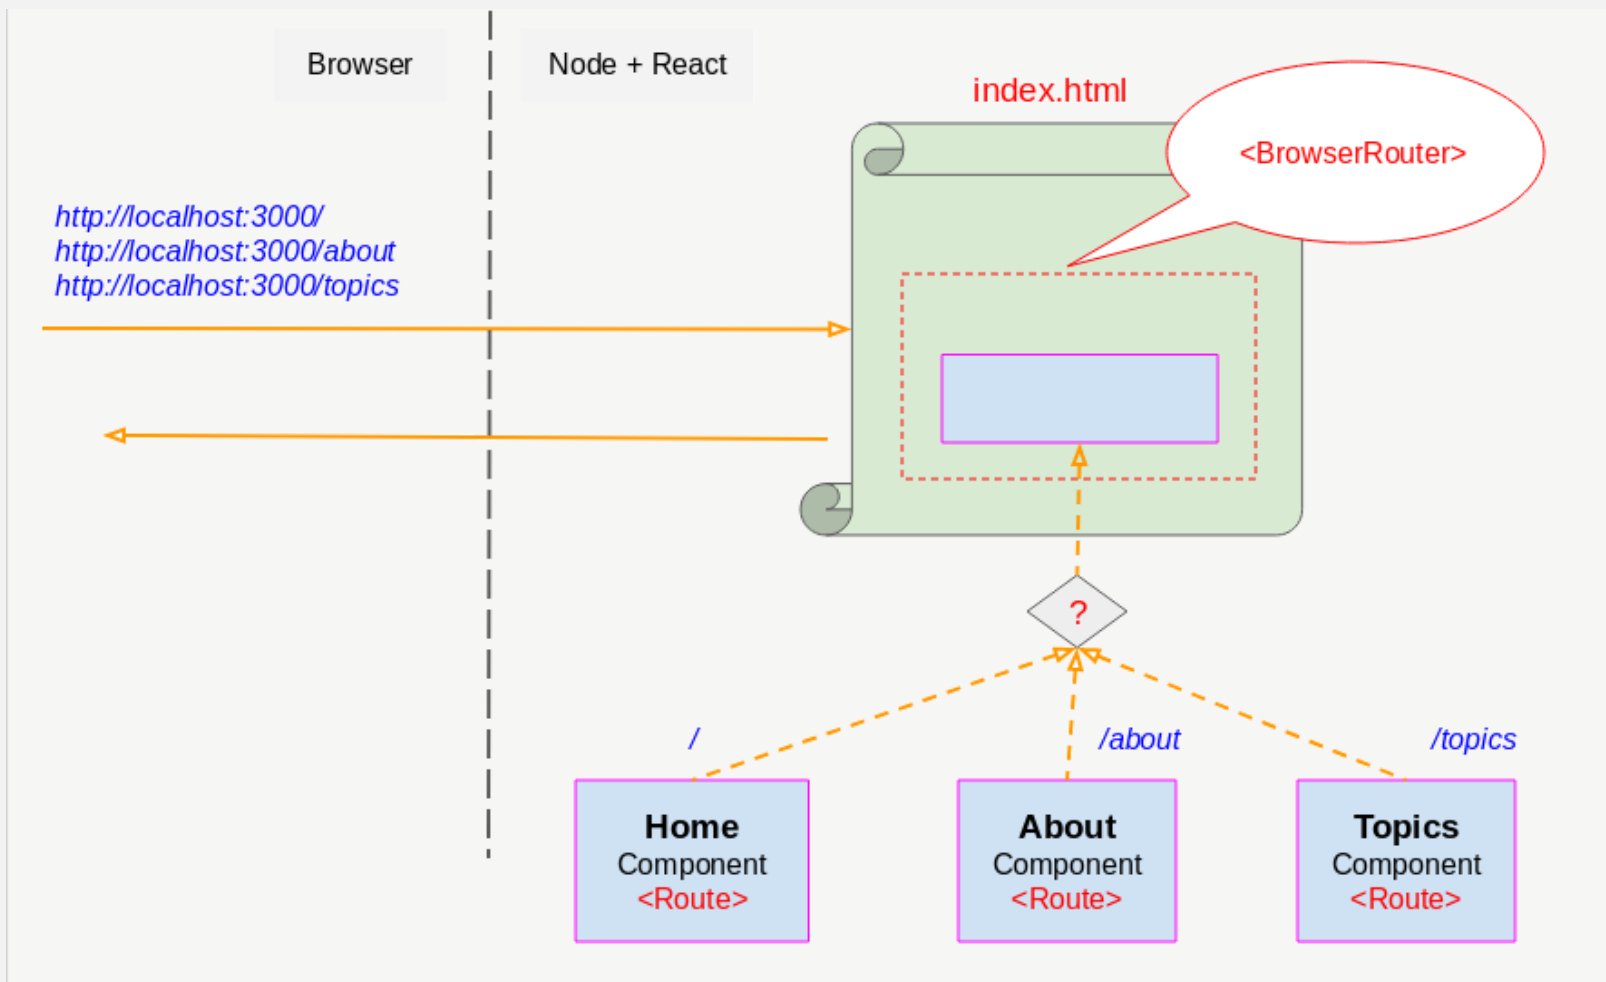 Browser
Node + React
index.html
<BrowserRouter>
http://localhost:3000/
http://localhost:3000/about
http://localhost:3000/topics
?
/
/about
/topics
Home
Component
<Route>
About
Component
<Route>
Topics
Component
<Route>